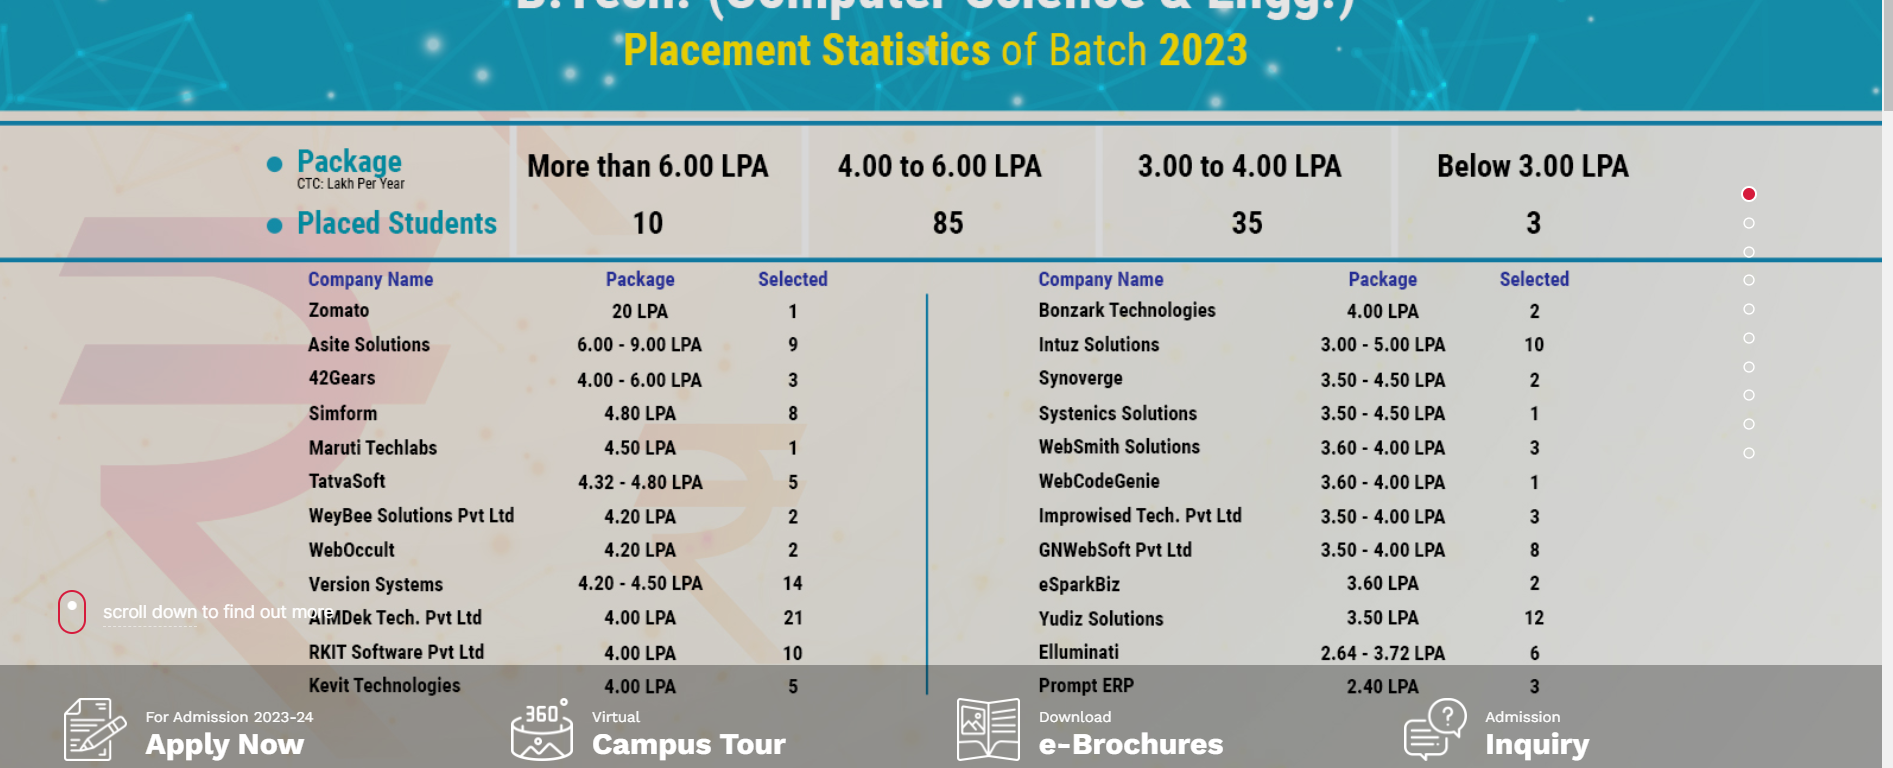 B.Tech. (Computer Science & Engg.)
Placement Statistics of Batch 2023
Package More than 6.00 LPA 4.00 to 6.00 LPA 3.00 to 4.00 LPA Below 3.00 LPA
CTC: Lakh Per Year
Placed Students 10 85 35 3
Company Name Package Selected
Zomato 20 LPA 1
Asite Solutions 6.00 - 9.00 LPA 9
42Gears 4.00 - 6.00 LPA 3
Simform 4.80 LPA 8
Maruti Techlabs 4.50 LPA 1
TatvaSoft 4.32 - 4.80 LPA 5
WeyBee Solutions Pvt Ltd 4.20 LPA 2
WebOccult 4.20 LPA 2
Version Systems 4.20 - 4.50 LPA 14
AIMDek Tech. Pvt Ltd 4.00 LPA 21
RKIT Software Pvt Ltd 4.00 LPA 10
Kevit Technologies 4.00 LPA 5
Company Name Package Selected
Bonzark Technologies 4.00 LPA 2
Intuz Solutions 3.00 - 5.00 LPA 10
Synoverge 3.50 - 4.50 LPA 2
Systenics Solutions 3.50 - 4.50 LPA 1
WebSmith Solutions 3.60 - 4.00 LPA 3
WebCodeGenie 3.60 - 4.00 LPA 1
Improwised Tech. Pvt Ltd 3.50 - 4.00 LPA 3
GNWebSoft Pvt Ltd 3.50 - 4.00 LPA 8
eSparkBiz 3.60 LPA 2
Yudiz Solutions 3.50 LPA 12
Elluminati 2.64 - 3.72 LPA 6
Prompt ERP 2.40 LPA 3
scroll down to find out more
For Admission 2023-24
Apply Now
360°
Virtual
Campus Tour
Download
e-Brochures
?
Admission
Inquiry